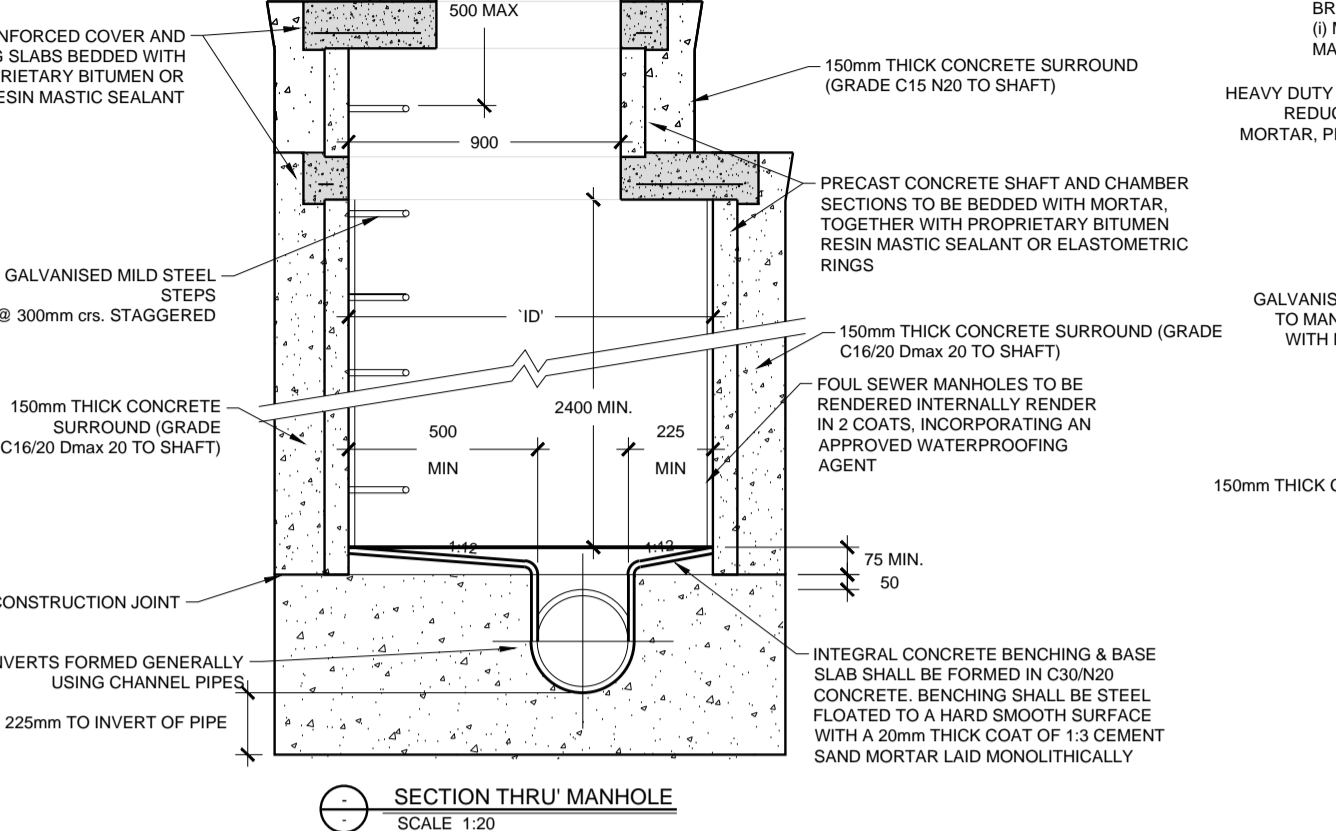 500 MAX
NFORCED COVER AND
G SLABS BEDDED WITH
PRIETARY BITUMEN OR
RESIN MASTIC SEALANT
GALVANISED MILD STEEL
STEPS
@ 300mm crs. STAGGERED
150mm THICK CONCRETE
SURROUND (GRADE
C16/20 Dmax 20 TO SHAFT)
CONSTRUCTION JOINT
NVERTS FORMED GENERALLY
USING CHANNEL PIPES
225mm TO INVERT OF PIPE
900
`ID'
2400 MIN.
500
MIN
225
MIN
1:12
1:12
75 MIN.
50
150mm THICK CONCRETE SURROUND
(GRADE C15 N20 TO SHAFT)
PRECAST CONCRETE SHAFT AND CHAMBER
SECTIONS TO BE BEDDED WITH MORTAR,
TOGETHER WITH PROPRIETARY BITUMEN
RESIN MASTIC SEALANT OR ELASTOMETRIC
RINGS
150mm THICK CONCRETE SURROUND (GRADE
C16/20 Dmax 20 TO SHAFT)
FOUL SEWER MANHOLES TO BE
RENDERED INTERNALLY RENDER
IN 2 COATS, INCORPORATING AN
APPROVED WATERPROOFING
AGENT
INTEGRAL CONCRETE BENCHING & BASE
SLAB SHALL BE FORMED IN C30/N20
CONCRETE. BENCHING SHALL BE STEEL
FLOATED TO A HARD SMOOTH SURFACE
WITH A 20mm THICK COAT OF 1:3 CEMENT
SAND MORTAR LAID MONOLITHICALLY
BR
(i) M
MA
HEAVY DUTY
REDUC
MORTAR, P
GALVANIS
TO MAN
WITH
150mm THICK C
- SECTION THRU' MANHOLE
- SCALE 1:20